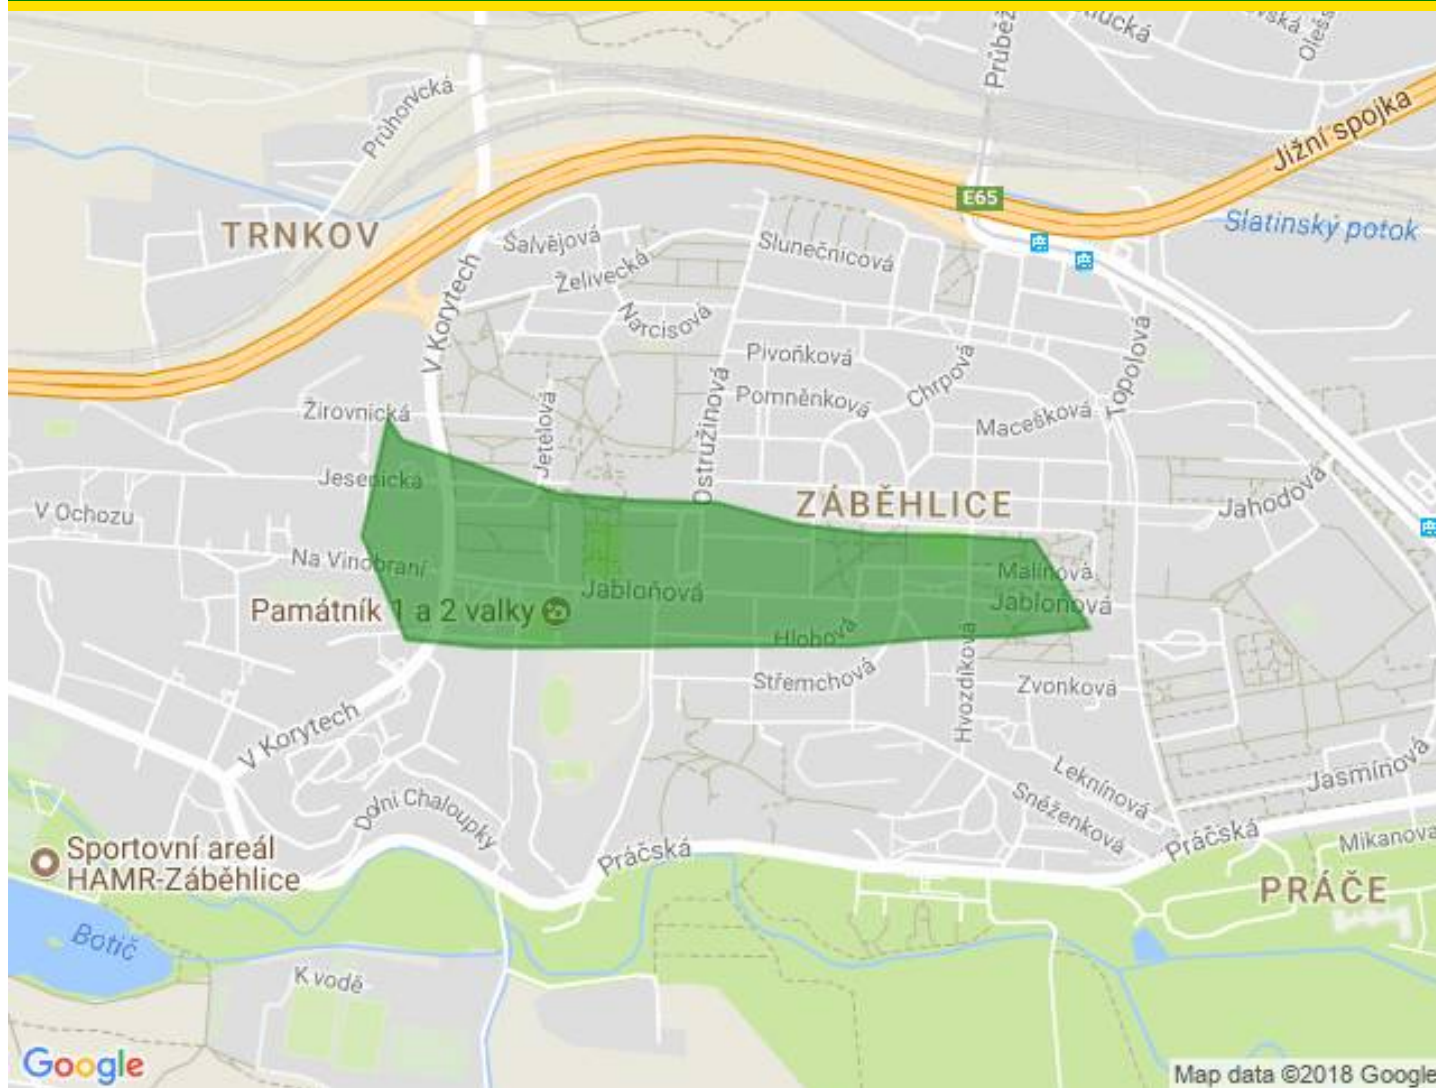 Průhonická
Jižní spojka
E65
TRNKOV
Šalvějová
Slunečnicová
Slatinský potok
V Korytech
Želivecká
Narcisová
Pivoňková
Chrpová
Topolová
Pomněnková
Ostružinová
Macešková
Žirovnická
Jetelová
Jesenická
ZÁBĚHLICE
Jahodová
V Ochozu
Na Vinobraní
Malinová
Jabloňová
Jabloňová
Památník 1 a 2 valky
Hlohová
Střemchová
Hvozdíková
Zvonková
V Korytech
Leknínová
Jasmínová
Sněženková
Dolní Chaloupky
Práčská
Práčská
Mikanova
Sportovní areál
HAMR-Záběhlice
PRÁČE
Botič
K vodě
Google
Map data ©2018 Google